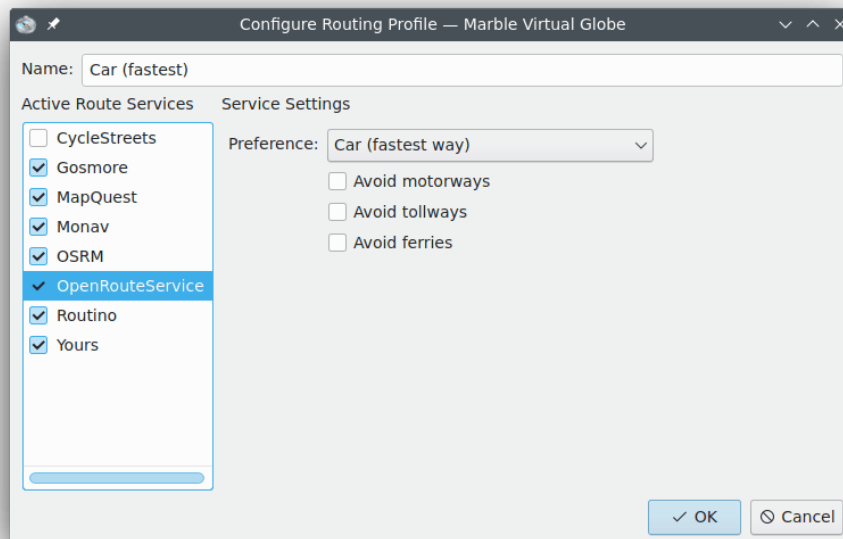 Configure Routing Profile — Marble Virtual Globe
Name: Car (fastest)
Active Route Services
Service Settings
CycleStreets
Gosmore
MapQuest
Monav
OSRM
OpenRouteService
Routino
Yours
Preference: Car (fastest way)
Avoid motorways
Avoid tollways
Avoid ferries
OK
Cancel